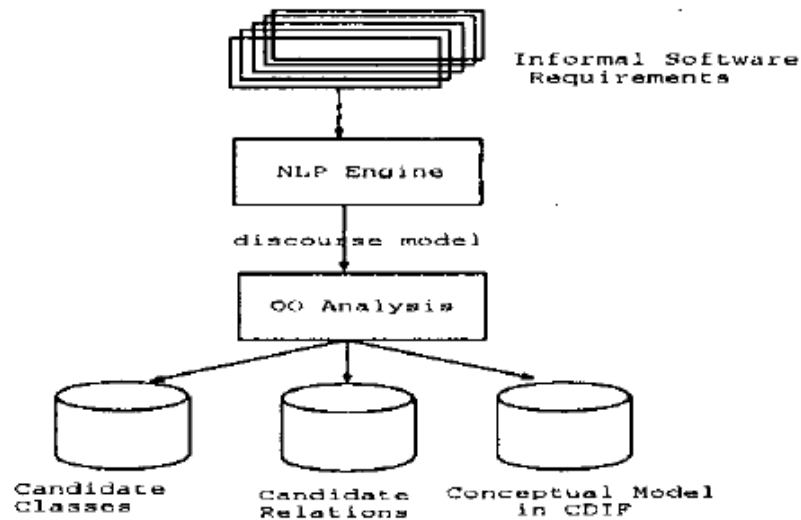 Informal Software
Requirements
NLP Engine
discourse model
OO Analysis
Candidate
Classes
Candidate
Relations
Conceptual Model
in CDIF